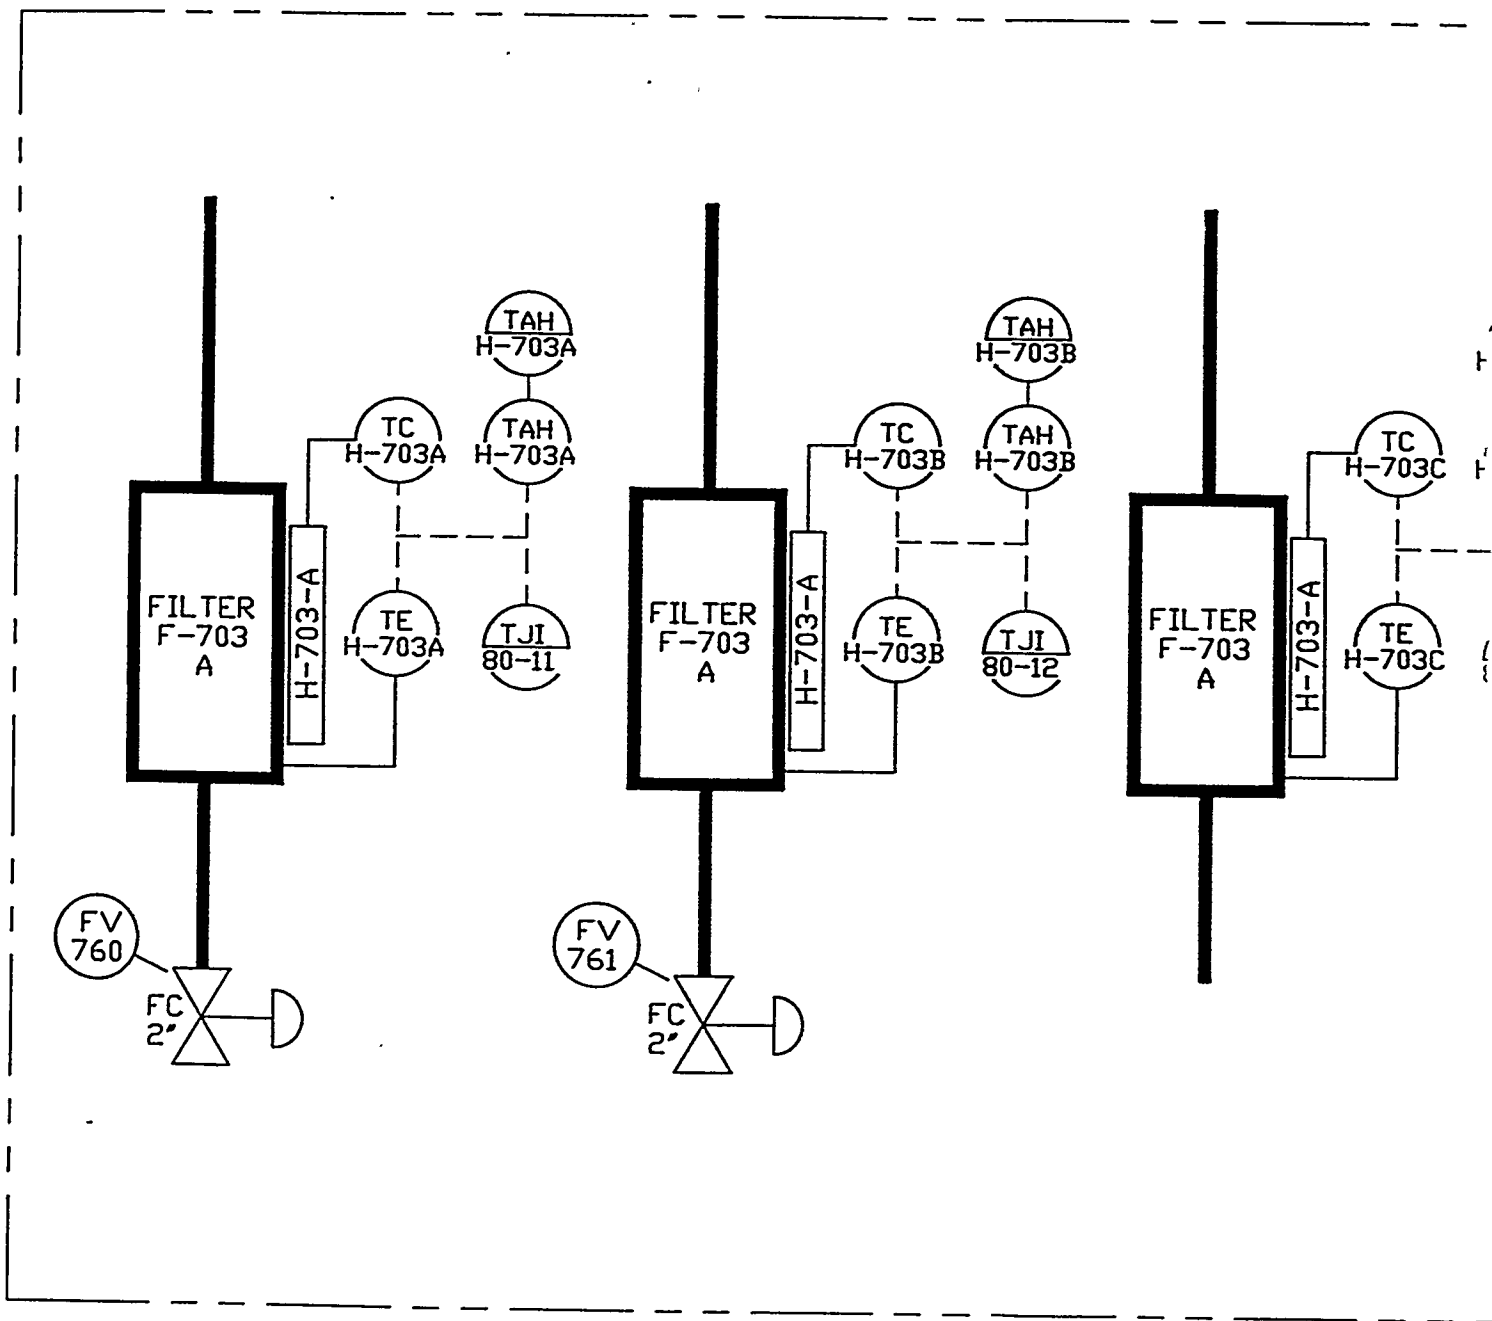 TAH
H-703A
TC
H-703A
TAH
H-703A
FILTER
F-703
A
H-703-A
TE
H-703A
TJI
80-11
FV
760
FC
2"
TAH
H-703B
TC
H-703B
TAH
H-703B
FILTER
F-703
A
H-703-A
TE
H-703B
TJI
80-12
FV
761
FC
2"
TC
H-703C
FILTER
F-703
A
H-703-A
TE
H-703C